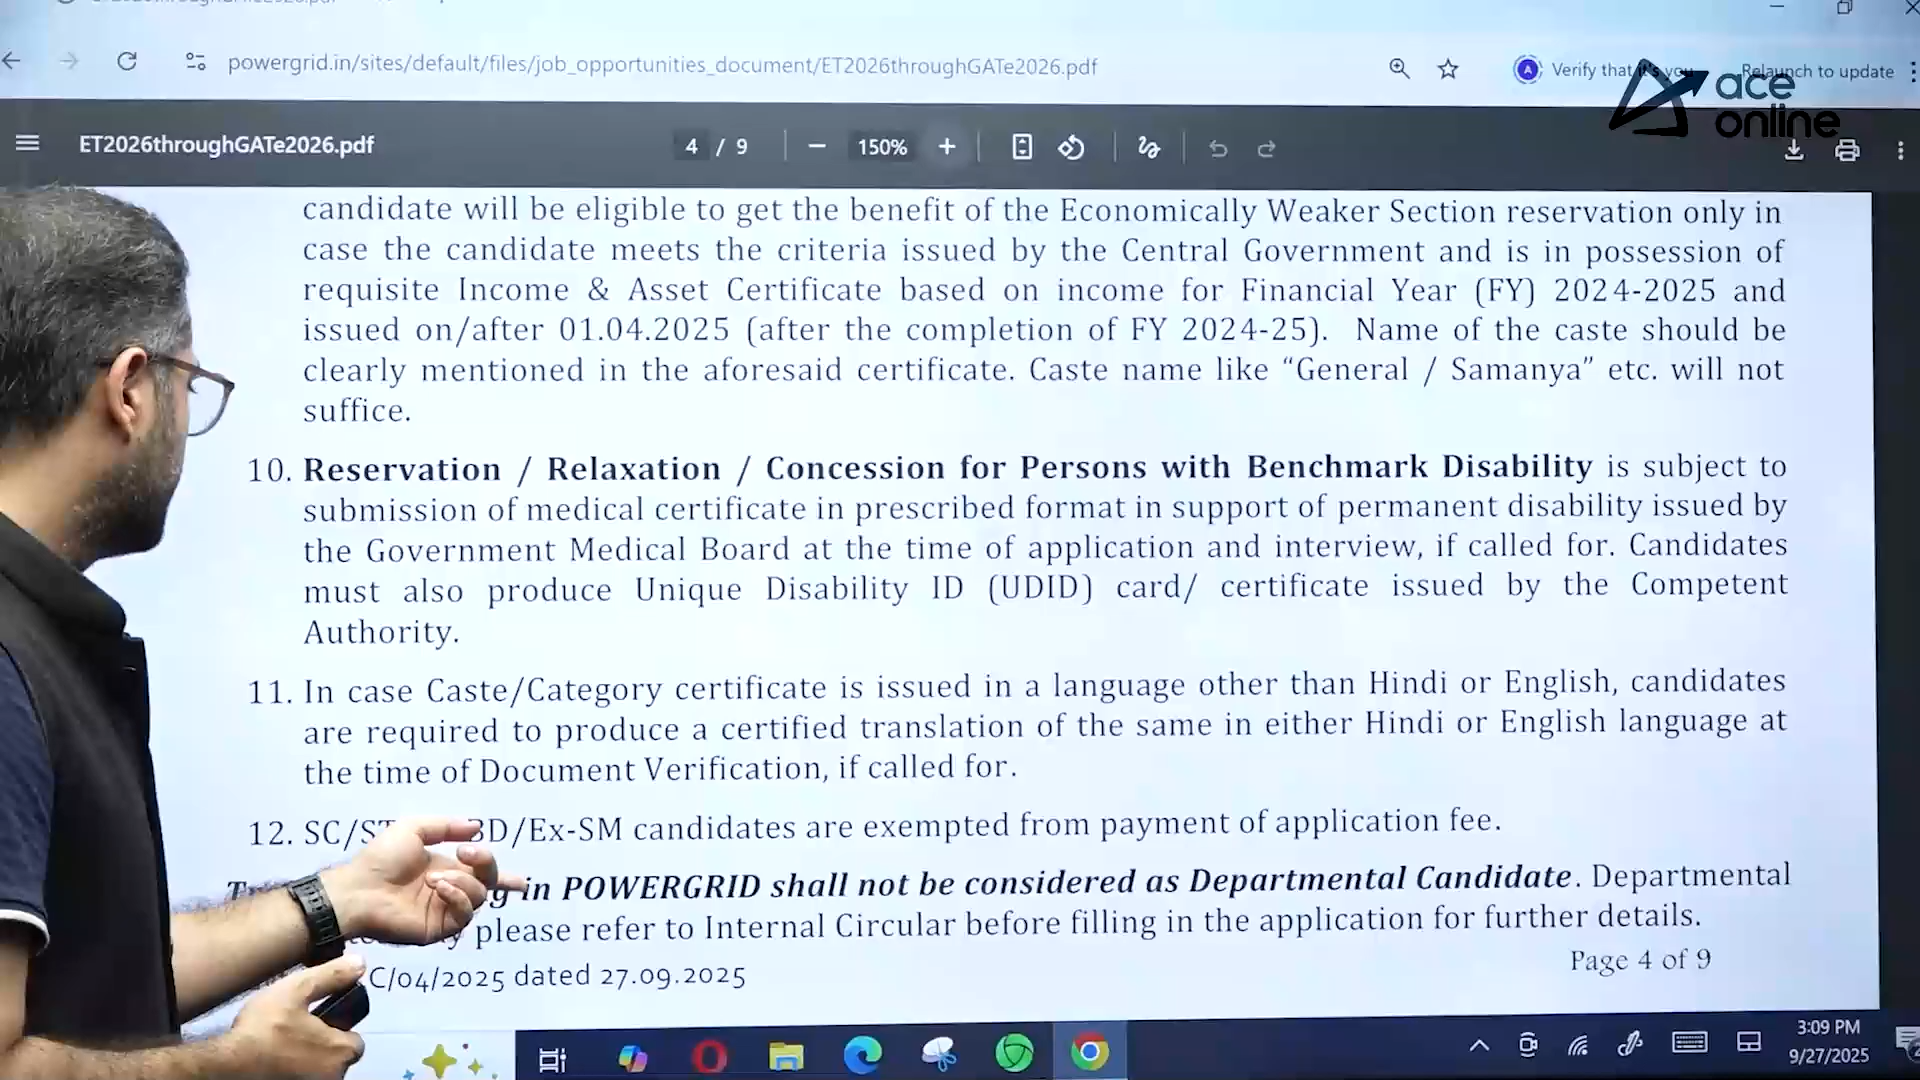 powergrid.in/sites/default/files/job_opportunities_document/ET2026throughGATe2026.pdf
Verify that it's you
Relaunch to update
ace
online
ET2026throughGATe2026.pdf
4 / 9
150%
candidate will be eligible to get the benefit of the Economically Weaker Section reservation only in
case the candidate meets the criteria issued by the Central Government and is in possession of
requisite Income & Asset Certificate based on income for Financial Year (FY) 2024-2025 and
issued on/after 01.04.2025 (after the completion of FY 2024-25). Name of the caste should be
clearly mentioned in the aforesaid certificate. Caste name like “General / Samanya” etc. will not
suffice.
10. Reservation / Relaxation / Concession for Persons with Benchmark Disability is subject to
submission of medical certificate in prescribed format in support of permanent disability issued by
the Government Medical Board at the time of application and interview, if called for. Candidates
must also produce Unique Disability ID (UDID) card/ certificate issued by the Competent
Authority.
11. In case Caste/Category certificate is issued in a language other than Hindi or English, candidates
are required to produce a certified translation of the same in either Hindi or English language at
the time of Document Verification, if called for.
12. SC/ST BD/Ex-SM candidates are exempted from payment of application fee.
in POWERGRID shall not be considered as Departmental Candidate. Departmental
please refer to Internal Circular before filling in the application for further details.
C/04/2025 dated 27.09.2025
Page 4 of 9
3:09 PM
9/27/2025